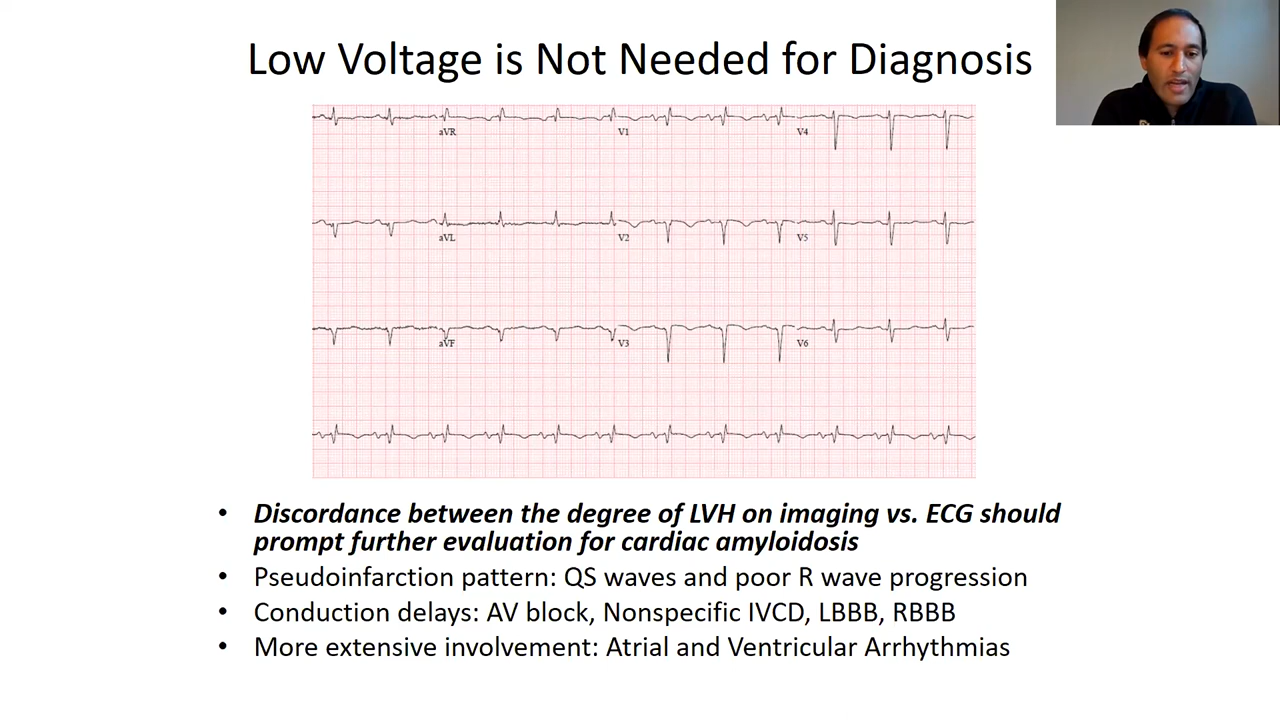 Low Voltage is Not Needed for Diagnosis
aVR V1 V4
aVL V2 V5
aVF V3 V6
• Discordance between the degree of LVH on imaging vs. ECG should
prompt further evaluation for cardiac amyloidosis
• Pseudoinfarction pattern: QS waves and poor R wave progression
• Conduction delays: AV block, Nonspecific IVCD, LBBB, RBBB
• More extensive involvement: Atrial and Ventricular Arrhythmias